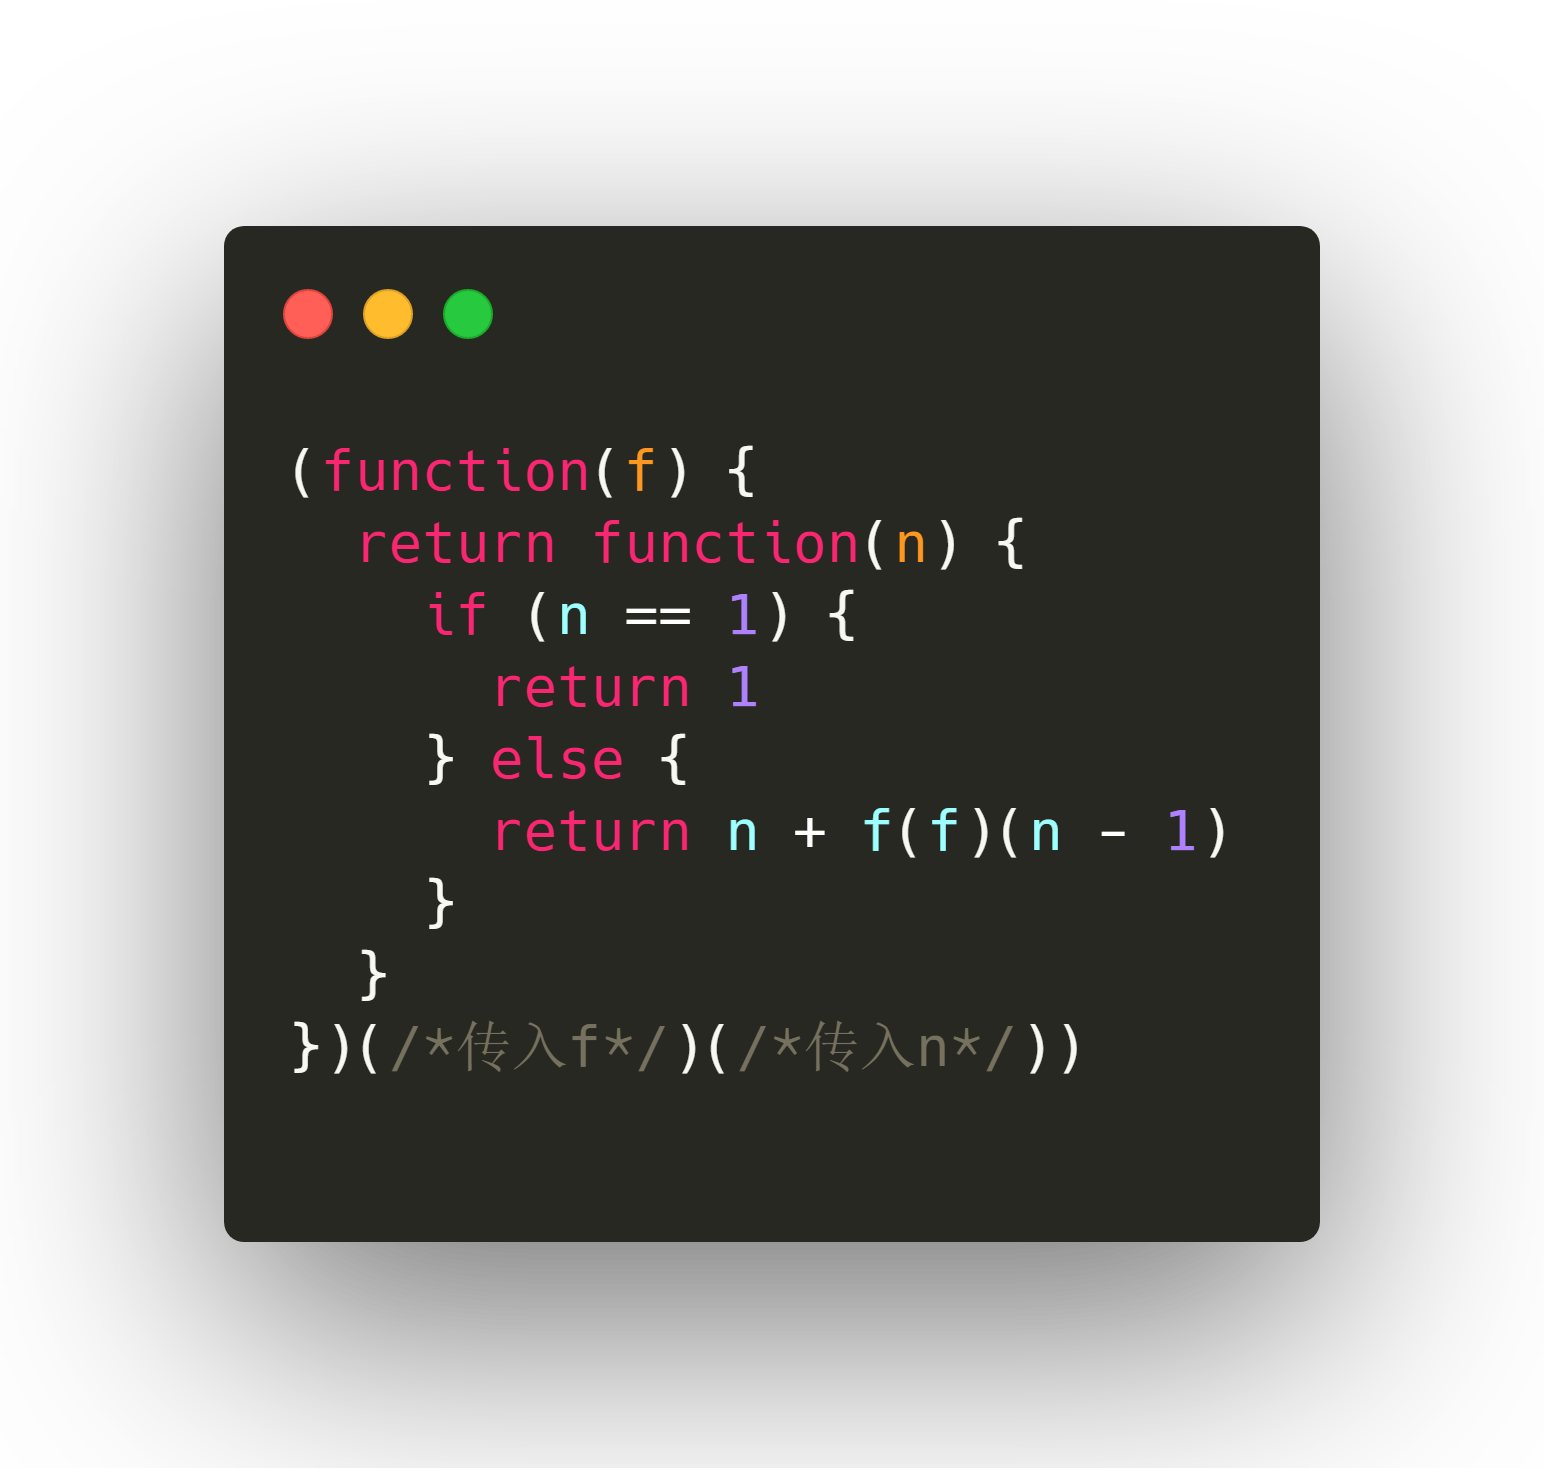 (function(f) {
  return function(n) {
    if (n == 1) {
      return 1
    } else {
      return n + f(f)(n - 1)
    }
  }
})(/*传入f*/)(/*传入n*/))